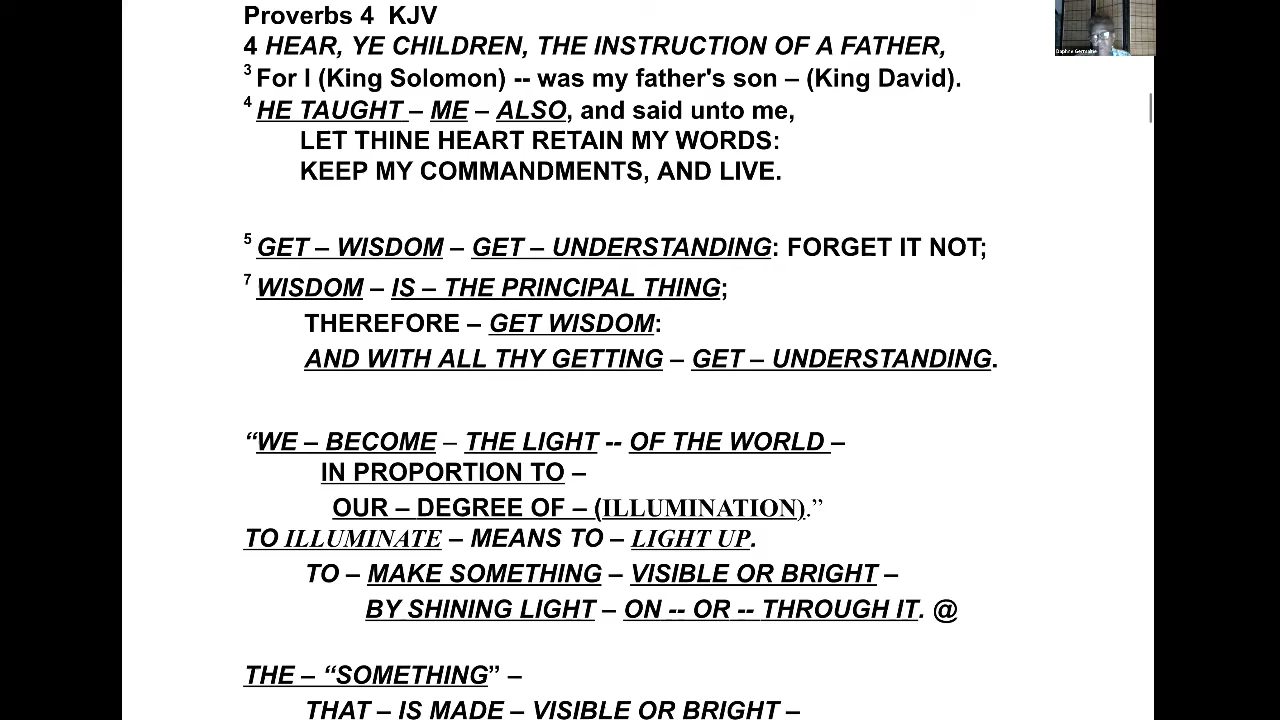 Proverbs 4 KJV
4 HEAR, YE CHILDREN, THE INSTRUCTION OF A FATHER,
3 For I (King Solomon) -- was my father's son – (King David).
4 HE TAUGHT – ME – ALSO, and said unto me,
LET THINE HEART RETAIN MY WORDS:
KEEP MY COMMANDMENTS, AND LIVE.
5 GET – WISDOM – GET – UNDERSTANDING: FORGET IT NOT;
7 WISDOM – IS – THE PRINCIPAL THING;
THEREFORE – GET WISDOM:
AND WITH ALL THY GETTING – GET – UNDERSTANDING.
“WE – BECOME – THE LIGHT -- OF THE WORLD –
IN PROPORTION TO –
OUR – DEGREE OF – (ILLUMINATION).”
TO ILLUMINATE – MEANS TO – LIGHT UP.
TO – MAKE SOMETHING – VISIBLE OR BRIGHT –
BY SHINING LIGHT – ON -- OR -- THROUGH IT. @
THE – “SOMETHING” –
THAT – IS MADE – VISIBLE OR BRIGHT –
Daphne Germaine